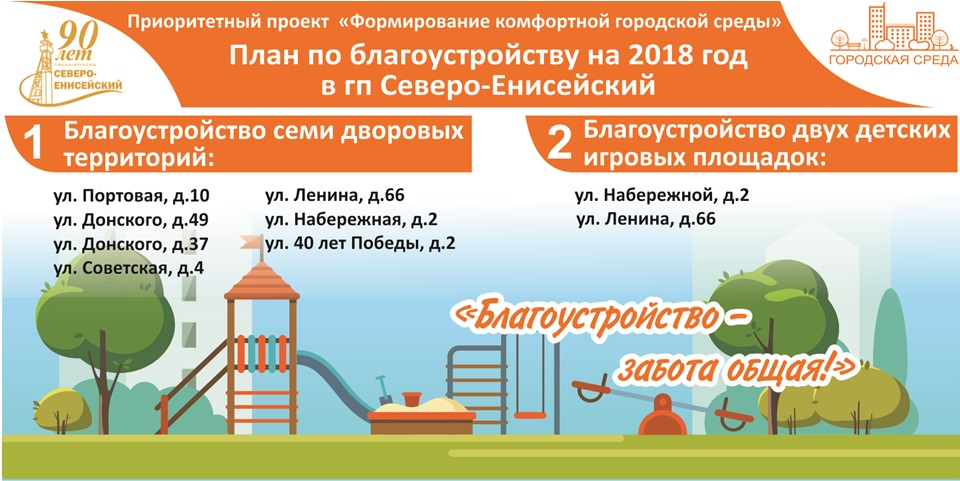 Приоритетный проект «Формирование комфортной городской среды»
План по благоустройству на 2018 год
в гп Северо-Енисейский
90
лет
СЕВЕРО-
ЕНИСЕЙСКИЙ
ГОРОДСКАЯ СРЕДА
1 Благоустройство семи дворовых
территорий:
ул. Портовая, д.10
ул. Донского, д.49
ул. Донского, д.37
ул. Советская, д.4
ул. Ленина, д.66
ул. Набережная, д.2
ул. 40 лет Победы, д.2
2 Благоустройство двух детских
игровых площадок:
ул. Набережной, д.2
ул. Ленина, д.66
«Благоустройство –
забота общая!»